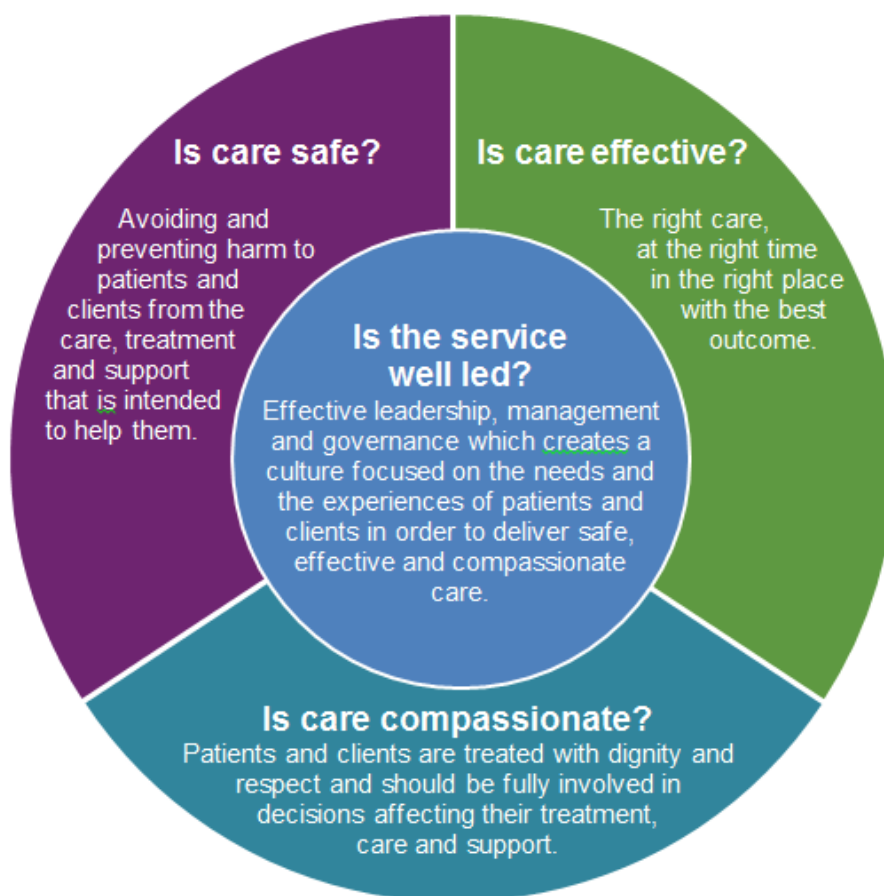 Is care safe?
Avoiding and
preventing harm to
patients and
clients from the
care, treatment
and support
that is intended
to help them.
Is care effective?
The right care,
at the right time
in the right place
with the best
outcome.
Is the service
well led?
Effective leadership, management
and governance which creates a
culture focused on the needs and
the experiences of patients and
clients in order to deliver safe,
effective and compassionate
care.
Is care compassionate?
Patients and clients are treated with dignity and
respect and should be fully involved in
decisions affecting their treatment,
care and support.